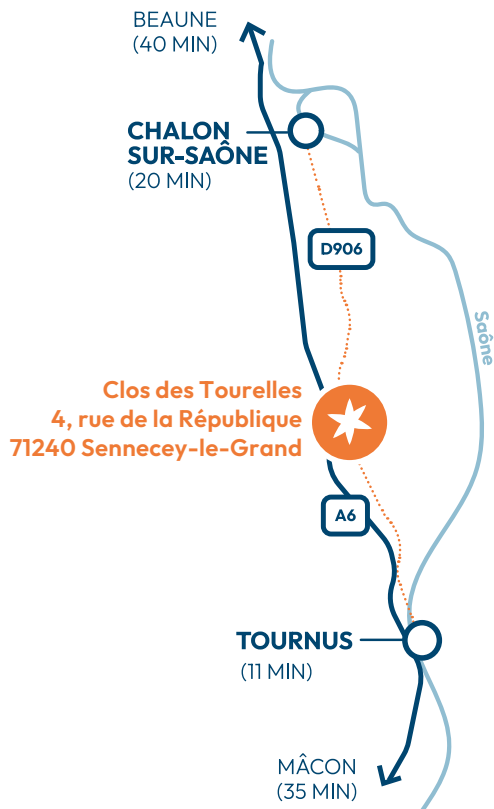 BEAUNE
(40 MIN)
CHALON
SUR-SAÔNE
(20 MIN)
D906
Saône
Clos des Tourelles
4, rue de la République
71240 Sennecey-le-Grand
A6
TOURNUS
(11 MIN)
MÂCON
(35 MIN)